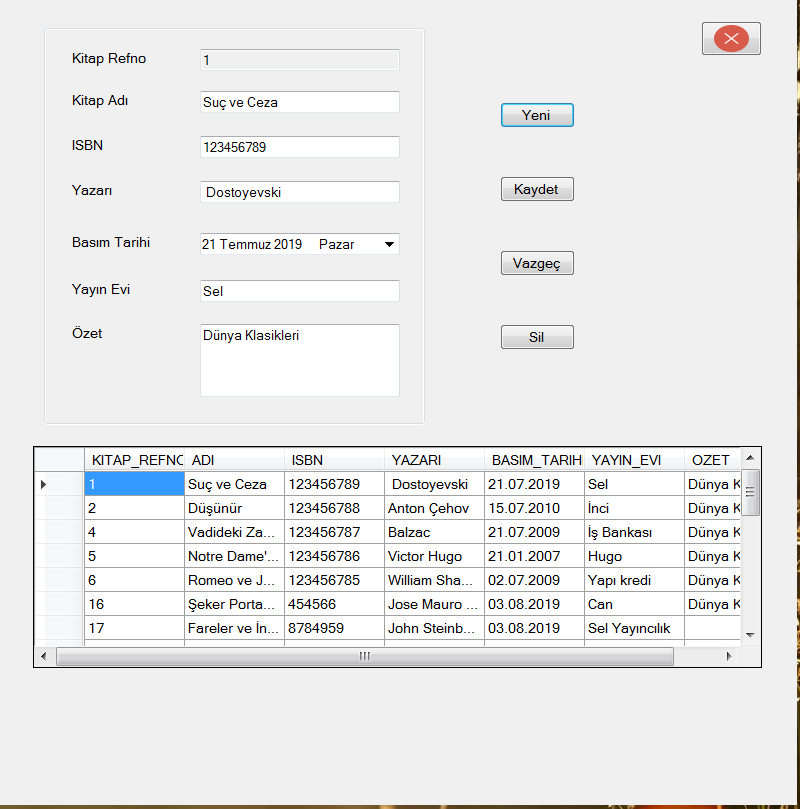 Kitap Refno 1
Kitap Adı Suç ve Ceza
ISBN 123456789
Yazarı Dostoyevski
Basım Tarihi 21 Temmuz 2019 Pazar
Yayın Evi Sel
Özet Dünya Klasikleri
Yeni
Kaydet
Vazgeç
Sil
KITAP_REFNO ADI ISBN YAZARI BASIM_TARIHI YAYIN_EVI OZET
1 Suç ve Ceza 123456789 Dostoyevski 21.07.2019 Sel Dünya K
2 Düşünür 123456788 Anton Çehov 15.07.2010 İnci Dünya K
4 Vadideki Za... 123456787 Balzac 21.07.2009 İş Bankası Dünya K
5 Notre Dame'... 123456786 Victor Hugo 21.01.2007 Hugo Dünya K
6 Romeo ve J... 123456785 William Sha... 02.07.2009 Yapı kredi Dünya K
16 Şeker Porta... 454566 Jose Mauro ... 03.08.2019 Can Dünya K
17 Fareler ve İn... 8784959 John Steinb... 03.08.2019 Sel Yayıncılık